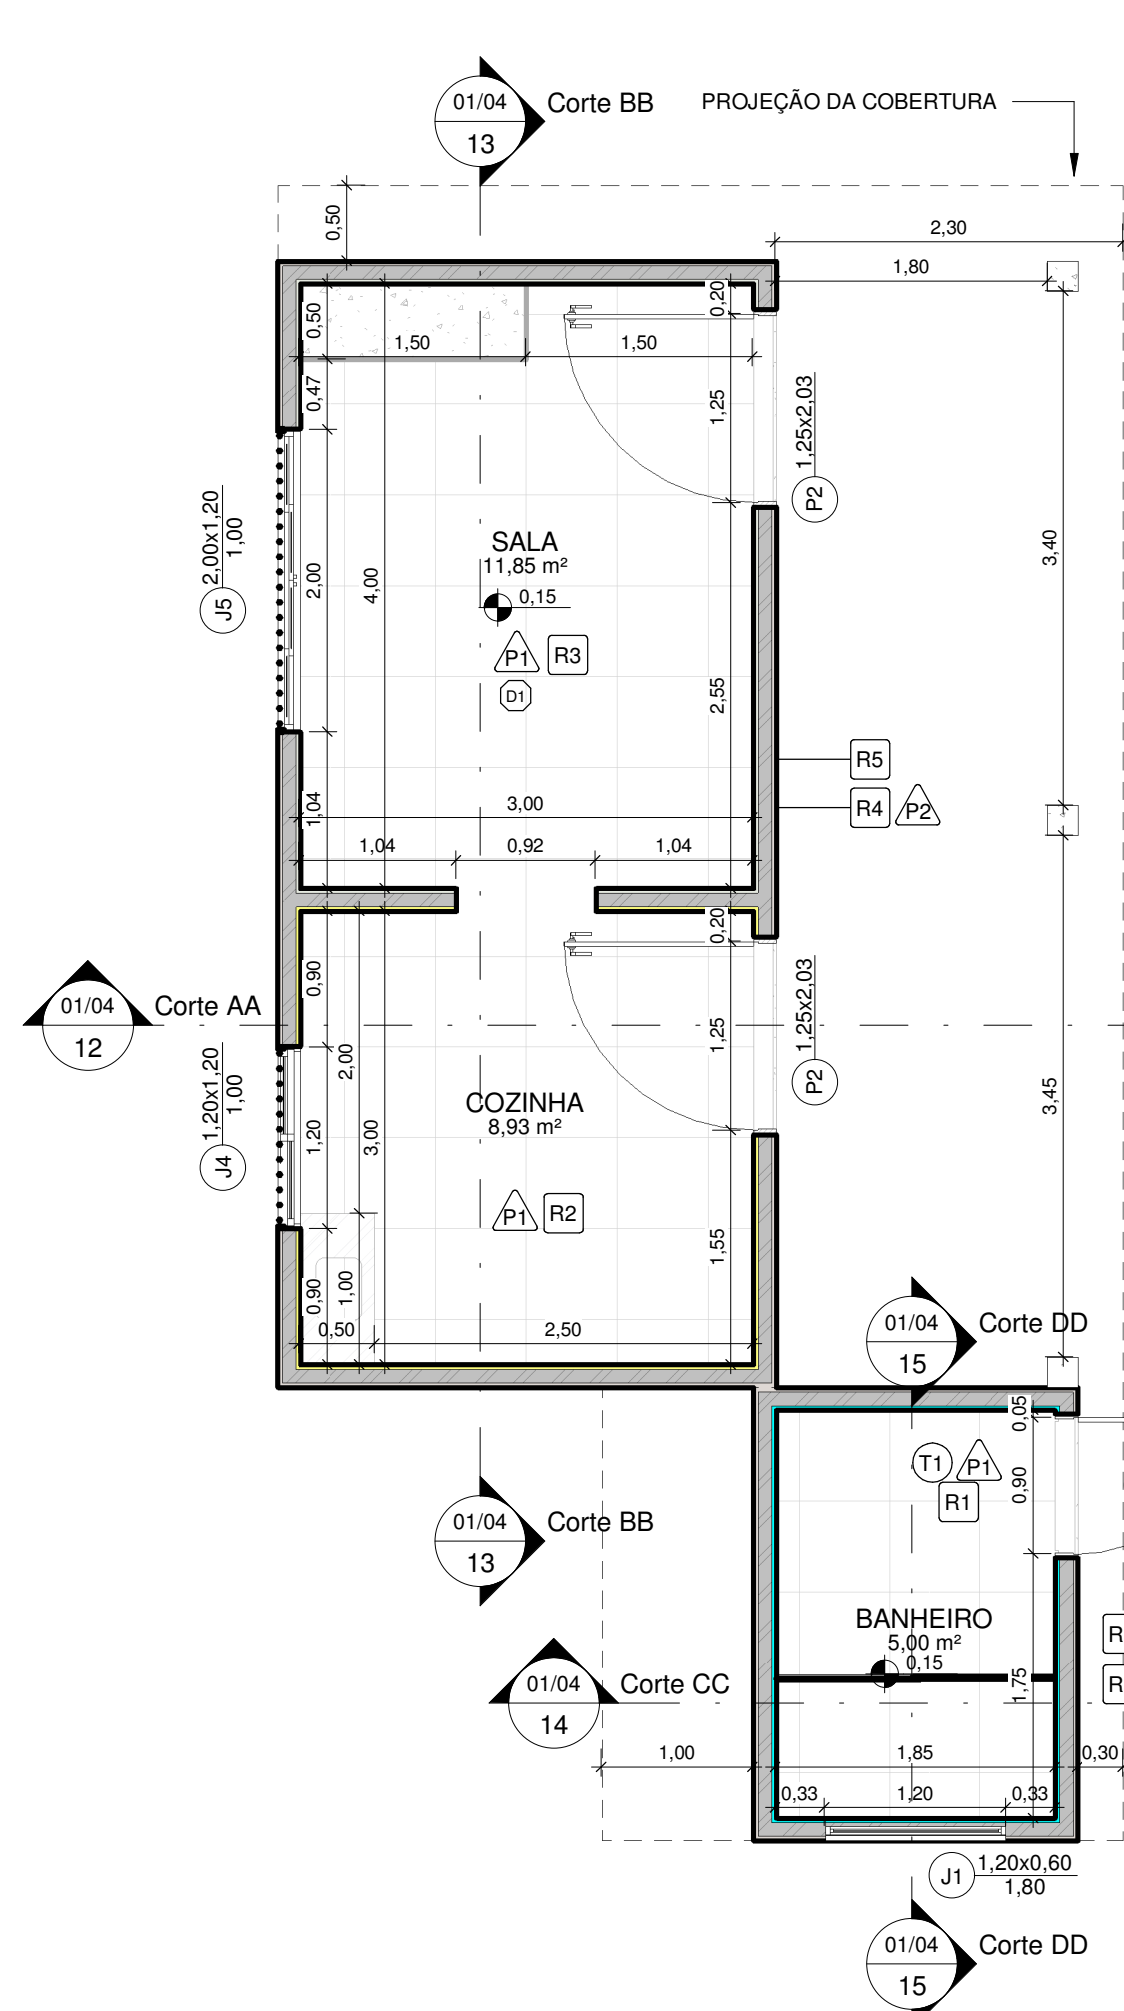 01/04
13
Corte BB
PROJEÇÃO DA COBERTURA
0,50
2,30
1,80
0,50
0,20
1,50
1,50
0,47
1,25
1,25x2,03
P2
2,00x1,20
1,00
J5
2,00
4,00
SALA
11,85 m²
0,15
P1
R3
D1
3,40
2,55
R5
R4
P2
1,04
3,00
1,04
0,92
1,04
0,20
0,90
01/04
12
Corte AA
1,25
1,25x2,03
P2
1,20x1,20
1,00
J4
2,00
1,20
3,00
COZINHA
8,93 m²
3,45
P1
R2
1,55
0,90
1,00
0,50
2,50
01/04
15
Corte DD
0,05
T1
P1
R1
0,90
01/04
13
Corte BB
BANHEIRO
5,00 m²
0,15
R
R
1,75
01/04
14
Corte CC
1,00
1,85
0,30
0,33
1,20
0,33
J1
1,20x0,60
1,80
01/04
15
Corte DD